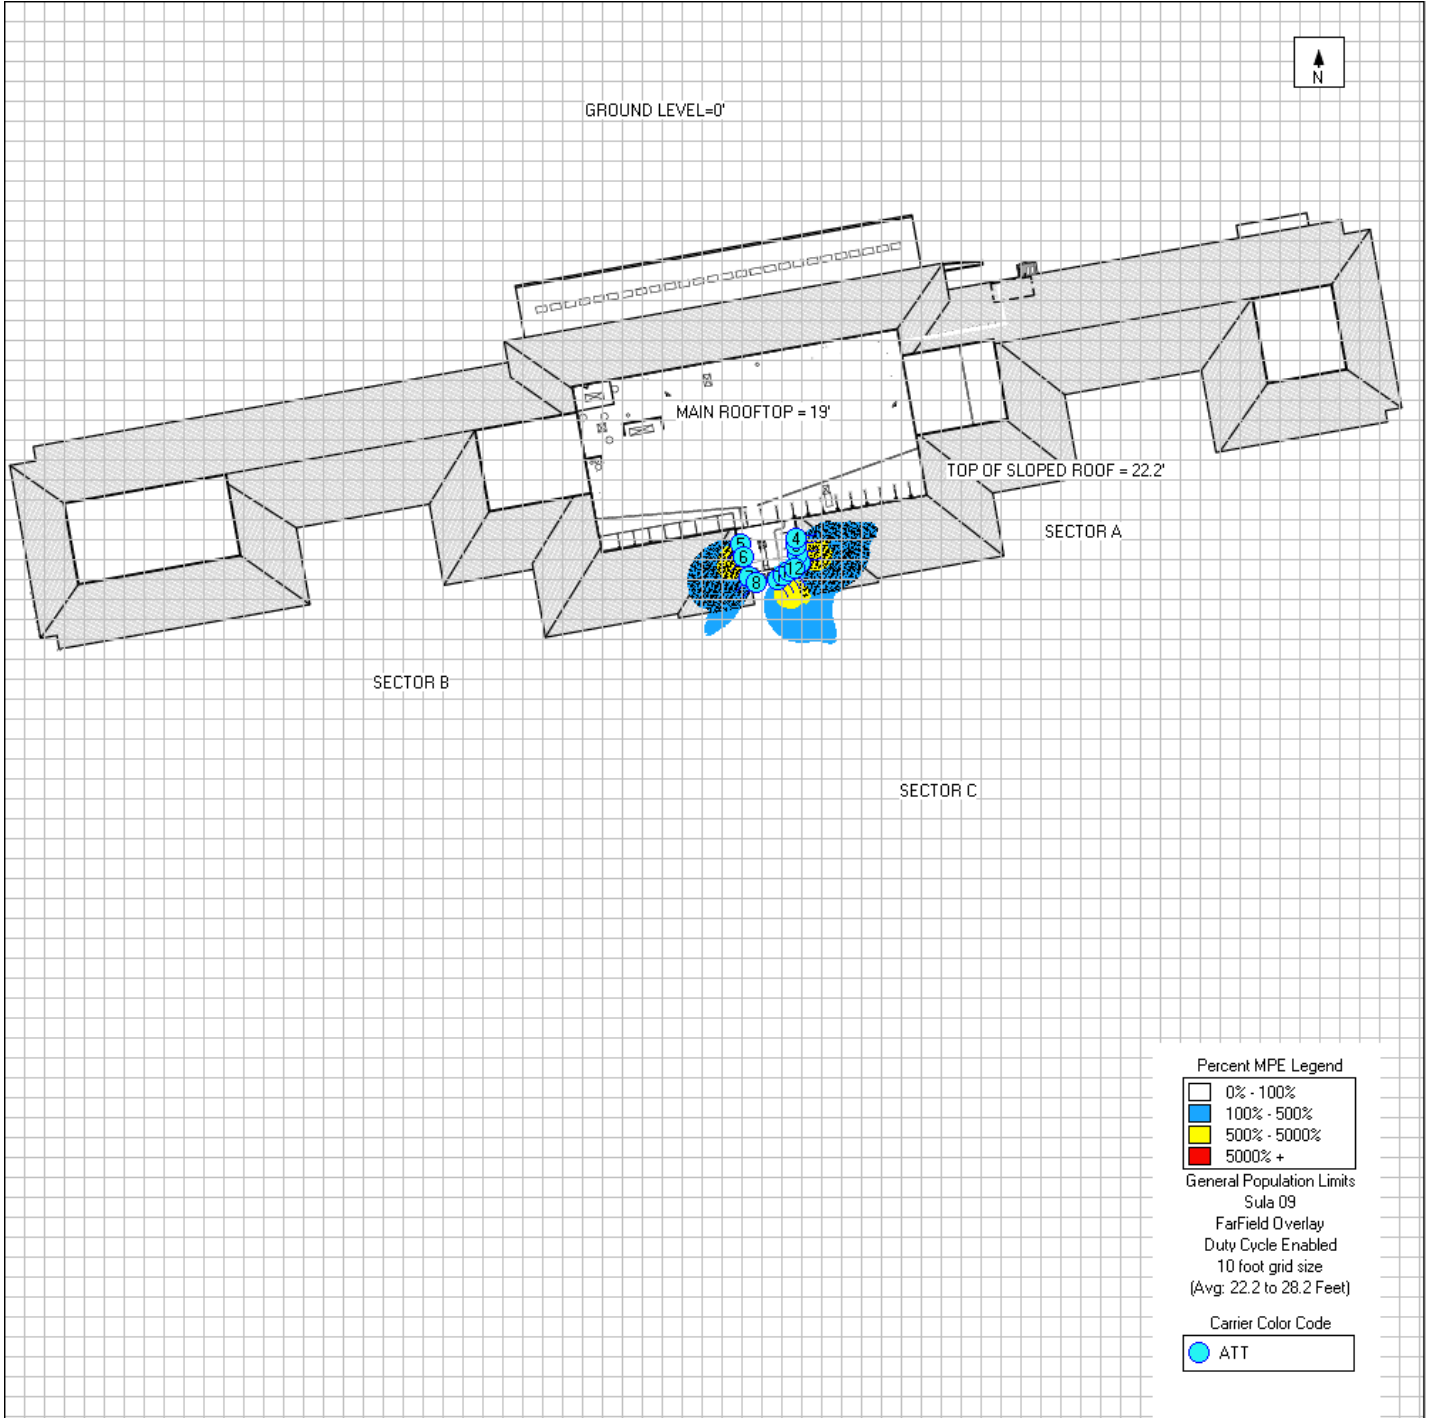 N
GROUND LEVEL=0'
MAIN ROOFTOP = 19'
TOP OF SLOPED ROOF = 22.2'
SECTOR A
4
5
6
12
8
SECTOR B
SECTOR C
Percent MPE Legend
0% - 100%
100% - 500%
500% - 5000%
5000% +
General Population Limits
Sula 09
FarField Overlay
Duty Cycle Enabled
10 foot grid size
(Avg: 22.2 to 28.2 Feet)
Carrier Color Code
ATT